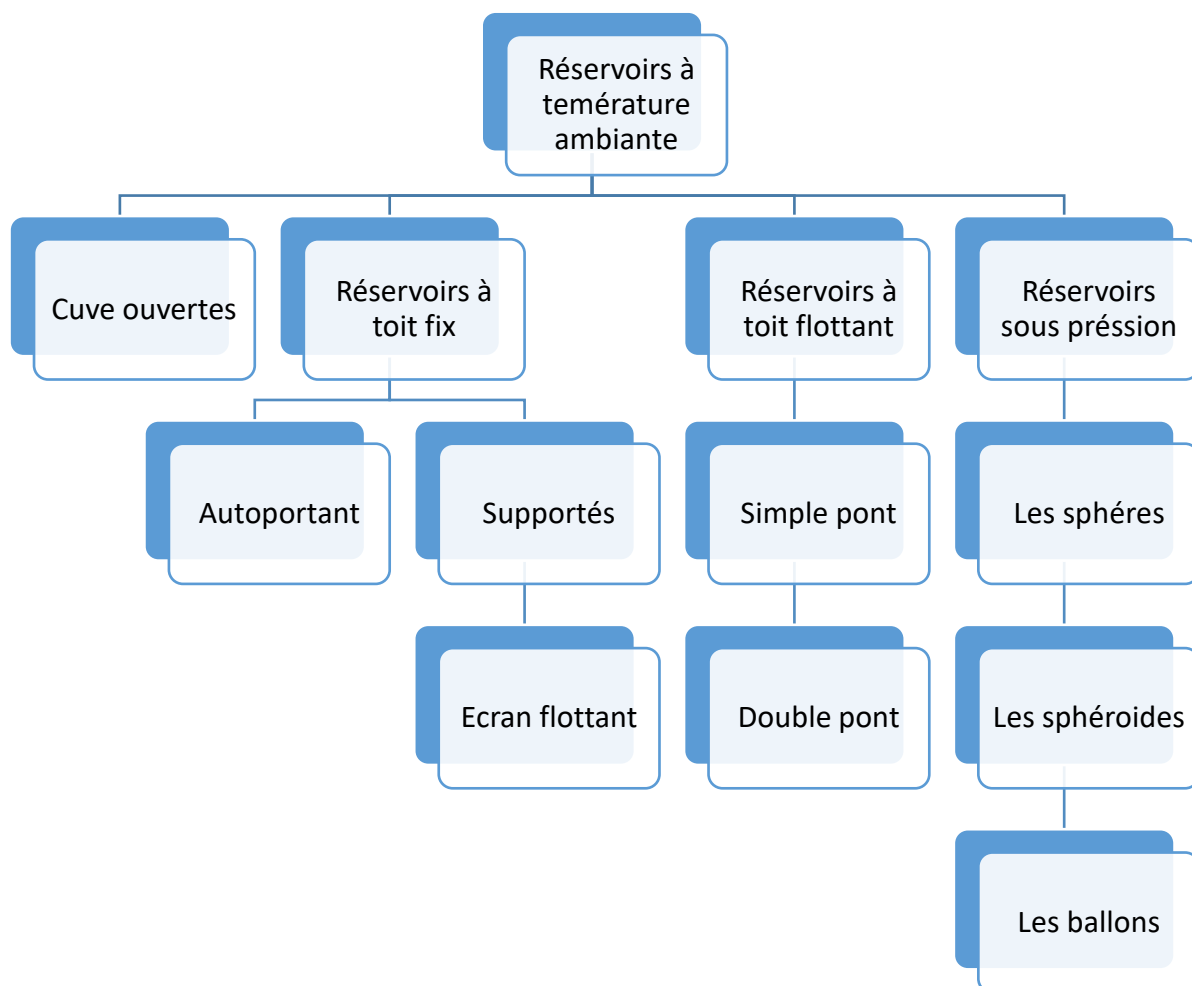 Réservoirs à
temérature
ambiante
Cuve ouvertes
Réservoirs à
toit fix
Réservoirs à
toit flottant
Réservoirs
sous préssion
Autoportant
Supportés
Simple pont
Les sphéres
Ecran flottant
Double pont
Les sphéroides
Les ballons